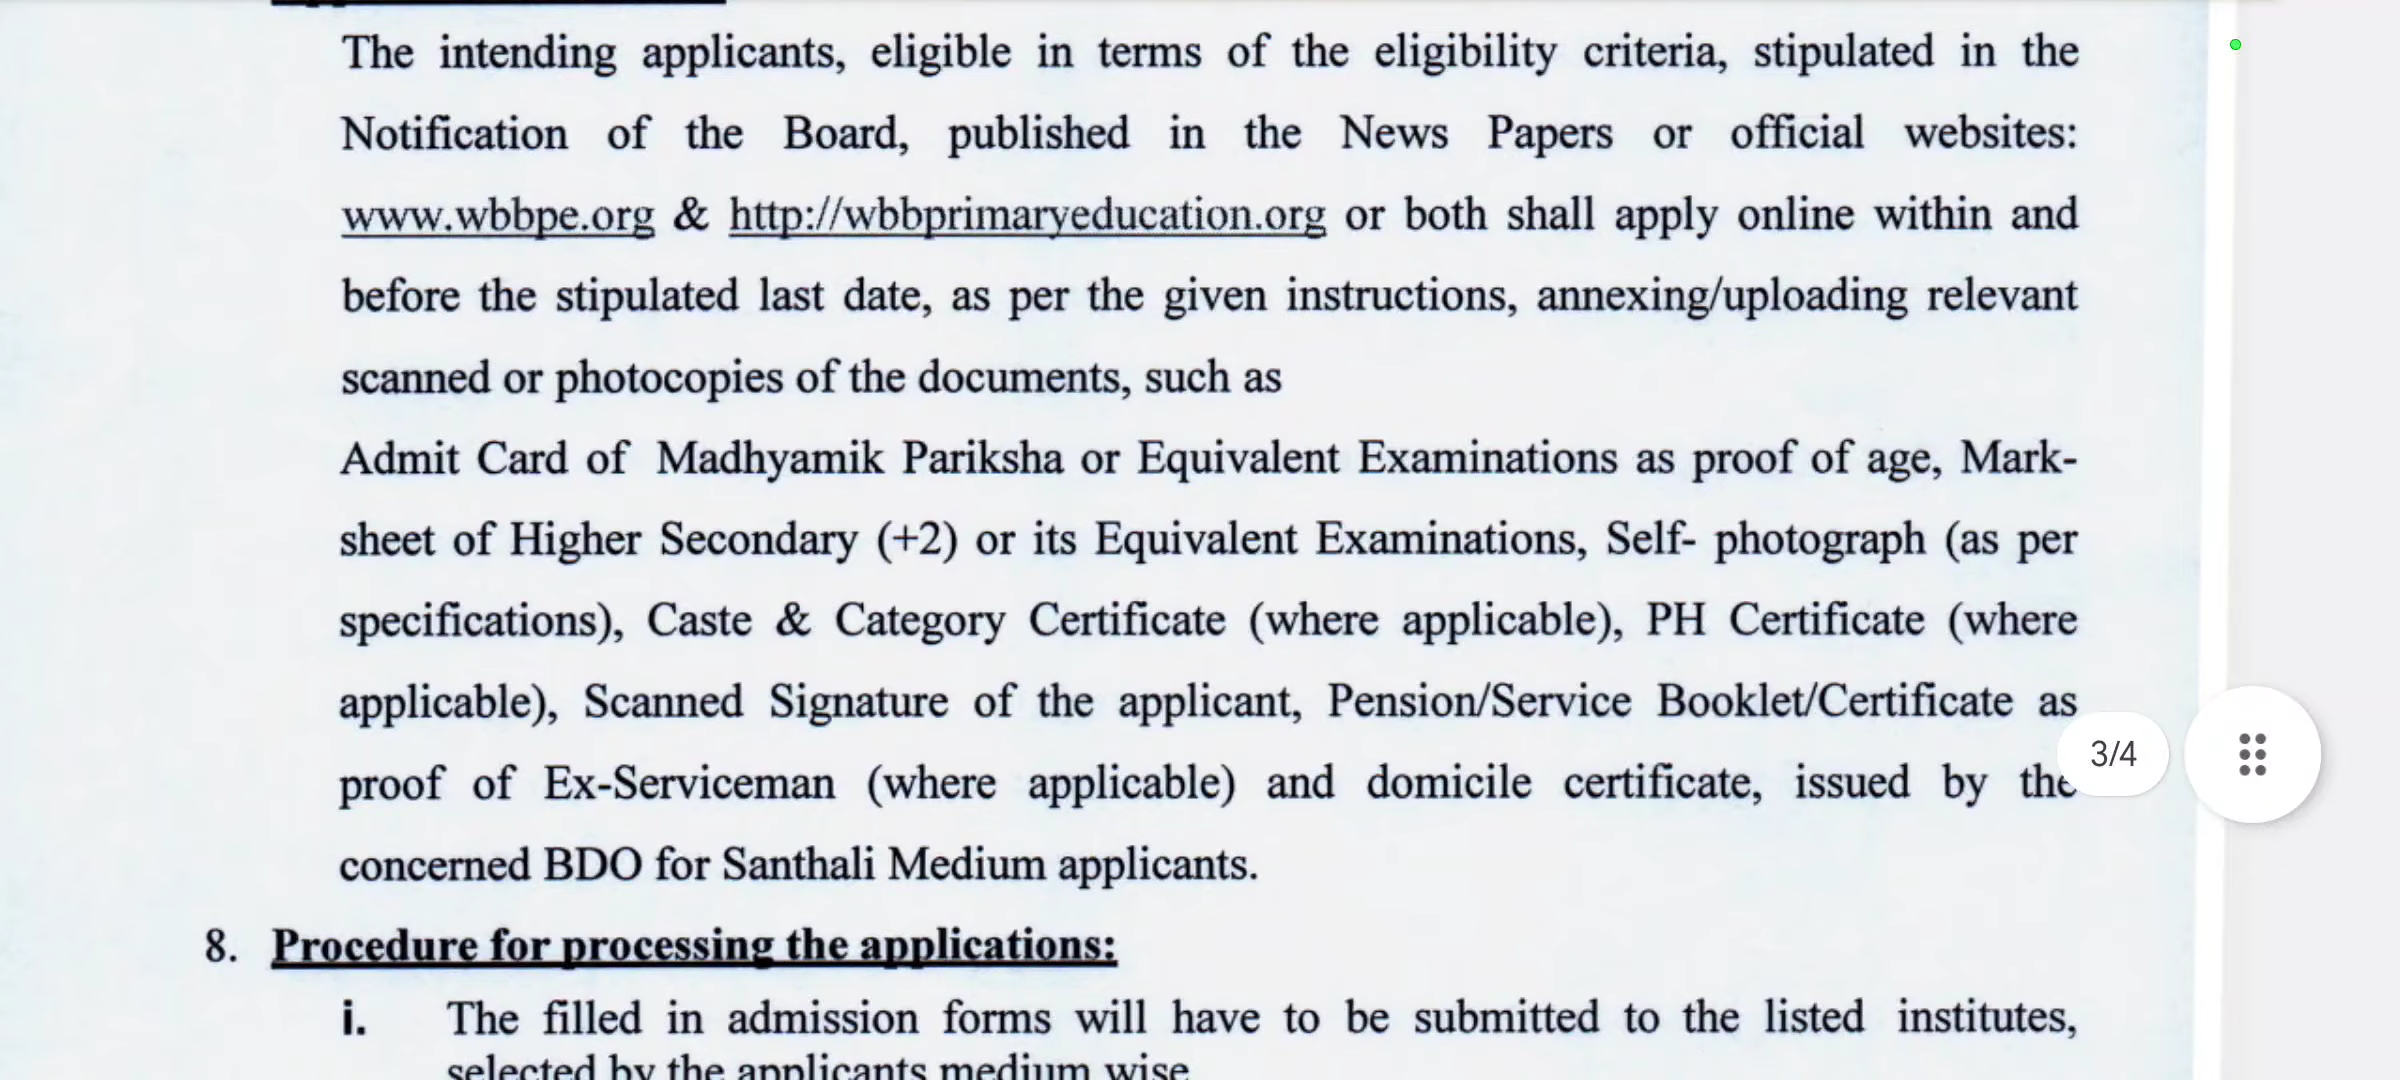 The intending applicants, eligible in terms of the eligibility criteria, stipulated in the
Notification of the Board, published in the News Papers or official websites:
www.wbbpe.org & http://wbbprimaryeducation.org or both shall apply online within and
before the stipulated last date, as per the given instructions, annexing/uploading relevant
scanned or photocopies of the documents, such as
Admit Card of Madhyamik Pariksha or Equivalent Examinations as proof of age, Mark-
sheet of Higher Secondary (+2) or its Equivalent Examinations, Self- photograph (as per
specifications), Caste & Category Certificate (where applicable), PH Certificate (where
applicable), Scanned Signature of the applicant, Pension/Service Booklet/Certificate as
3/4
proof of Ex-Serviceman (where applicable) and domicile certificate, issued by the
concerned BDO for Santhali Medium applicants.
8. Procedure for processing the applications:
i. The filled in admission forms will have to be submitted to the listed institutes,
selected by the applicants medium wise